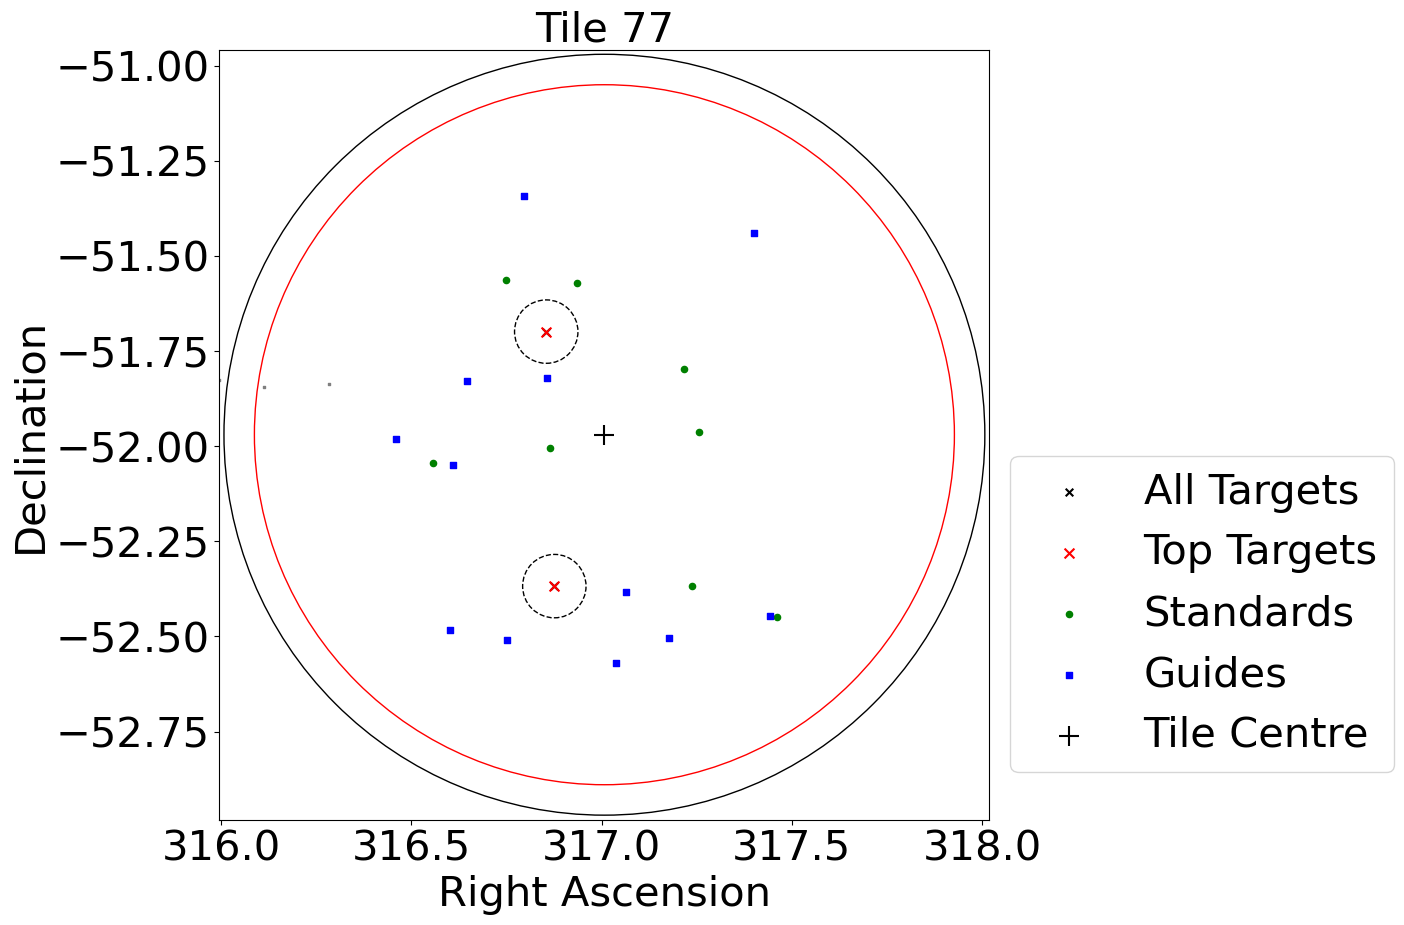 Tile 77
−51.00
−51.25
−51.50
−51.75
−52.00
−52.25
−52.50
−52.75
Declination
316.0 316.5 317.0 317.5 318.0
Right Ascension
All Targets
Top Targets
Standards
Guides
Tile Centre